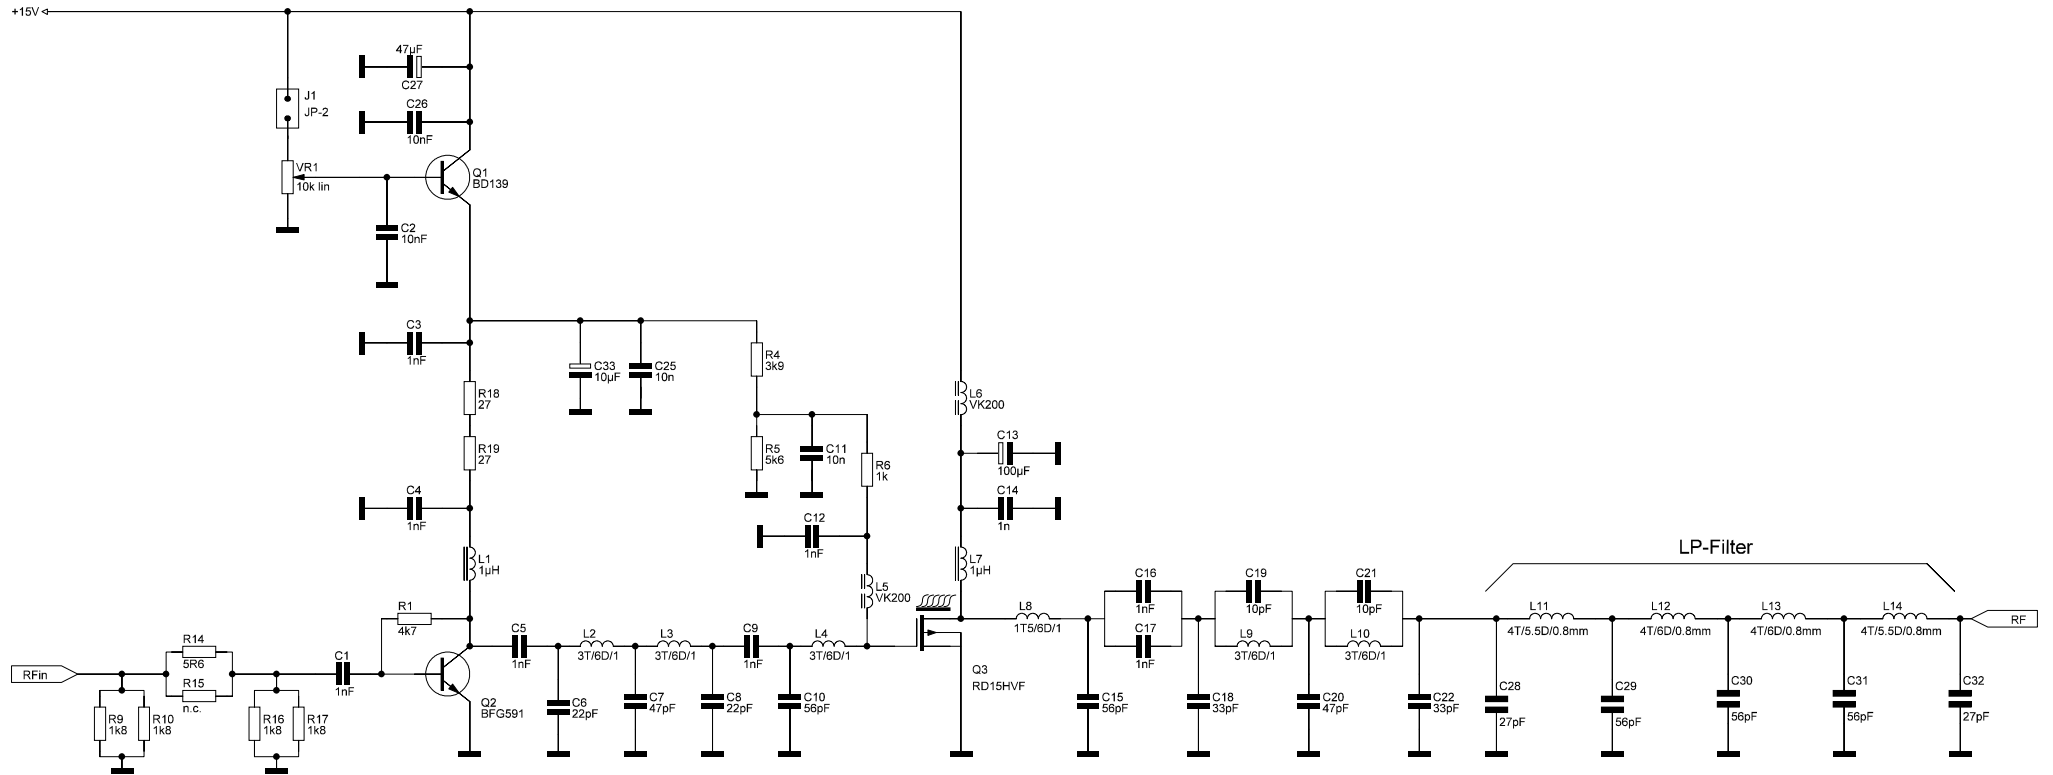 +15V
47µF
C27
J1
JP-2
C26
10nF
VR1
10k lin
Q1
BD139
C2
10nF
C3
1nF
C33
10µF
C25
10n
R4
3k9
R18
27
L6
VK200
R19
27
R5
5k6
C11
10n
R6
1k
C13
100µF
C4
1nF
C12
1nF
C14
1n
L1
1µH
L5
VK200
L7
1µH
LP-Filter
R1
4k7
C16
1nF
C19
10pF
C21
10pF
R14
5R6
R15
n.c.
C5
1nF
L2
3T/6D/1
L3
3T/6D/1
C9
1nF
L4
3T/6D/1
L8
1T5/6D/1
C17
1nF
L9
3T/6D/1
L10
3T/6D/1
L11
4T/5.5D/0.8mm
L12
4T/6D/0.8mm
L13
4T/6D/0.8mm
L14
4T/5.5D/0.8mm
RF
RFin
C1
1nF
Q2
BFG591
Q3
RD15HVF
R9
1k8
R10
1k8
R16
1k8
R17
1k8
C6
22pF
C7
47pF
C8
22pF
C10
56pF
C15
56pF
C18
33pF
C20
47pF
C22
33pF
C28
27pF
C29
56pF
C30
56pF
C31
56pF
C32
27pF